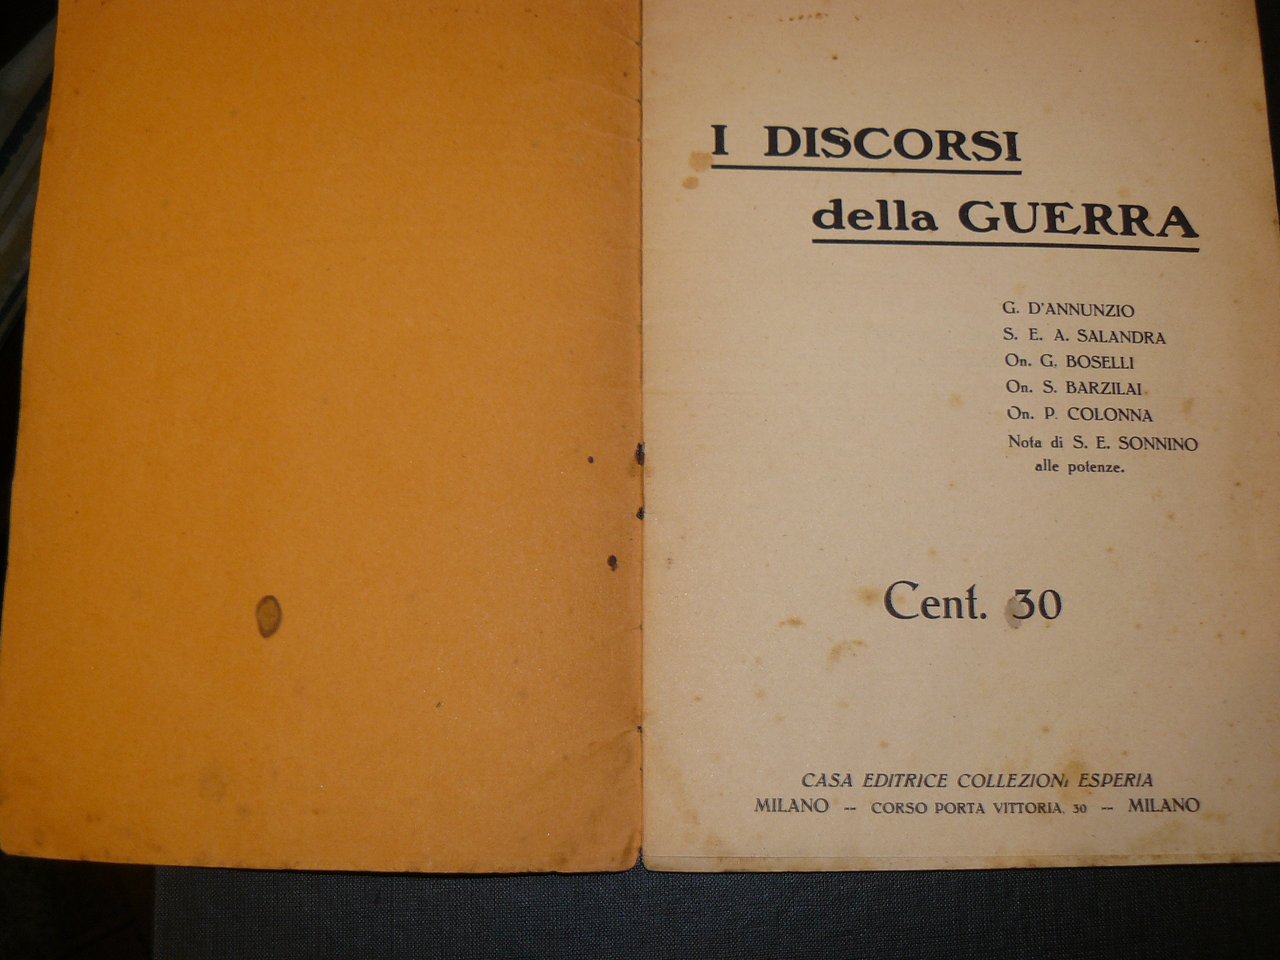 I DISCORSI
della GUERRA
G. D'ANNUNZIO
S. E. A. SALANDRA
On. G. BOSELLI
On. S. BARZILAI
On. P. COLONNA
Nota di S. E. SONNINO
alle potenze.
Cent. 30
CASA EDITRICE COLLEZIONI ESPERIA
MILANO -- CORSO PORTA VITTORIA, 30 -- MILANO